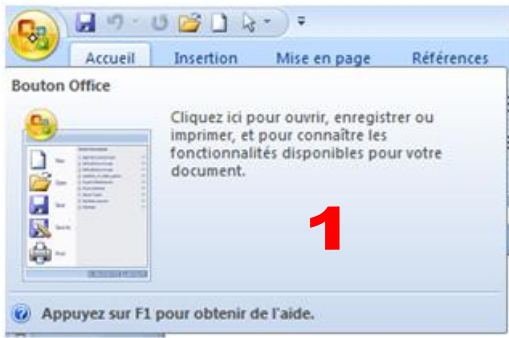 Accueil Insertion Mise en page Références
Bouton Office
Cliquez ici pour ouvrir, enregistrer ou
imprimer, et pour connaître les
fonctionnalités disponibles pour votre
document.
1
Appuyez sur F1 pour obtenir de l'aide.